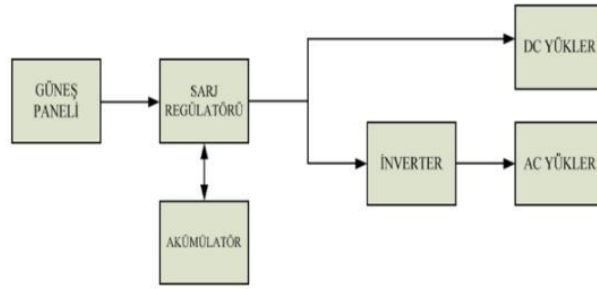 GÜNEŞ
PANELİ
SARJ
REGÜLATÖRÜ
AKÜMÜLATÖR
DC YÜKLER
İNVERTER
AC YÜKLER